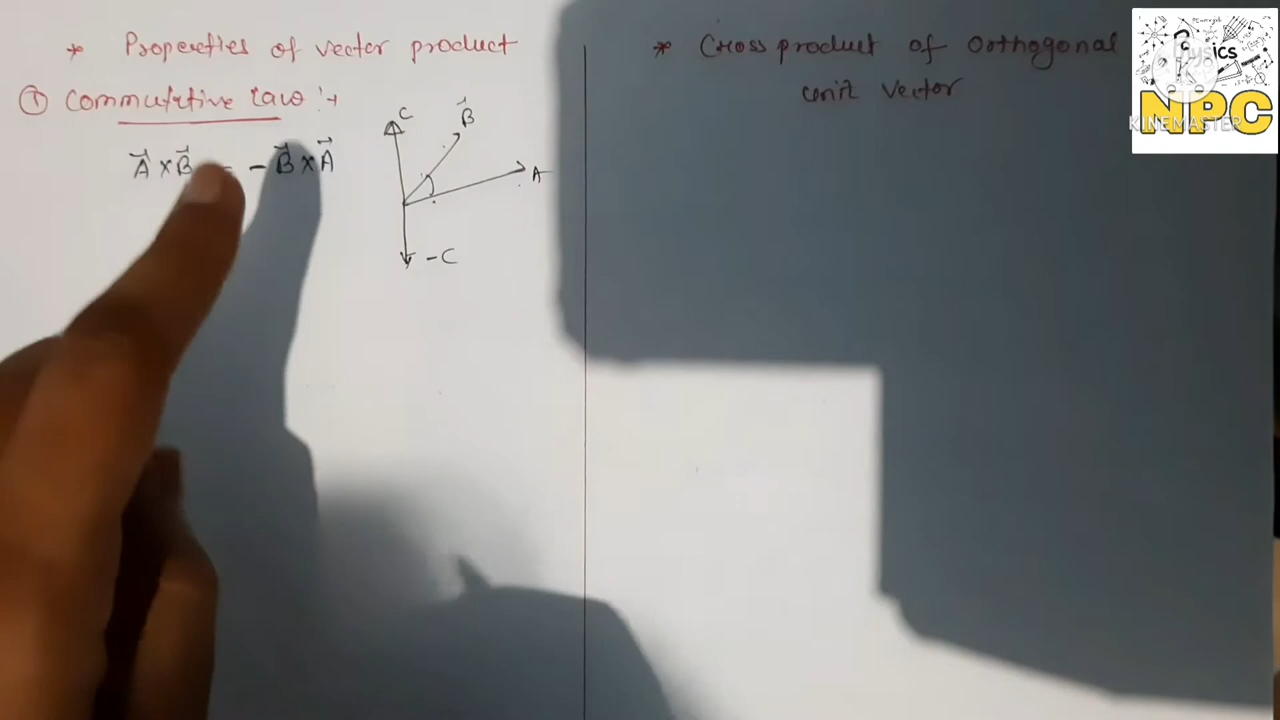 * Properties of vector product
① Commutative Law :→
A⃗ × B⃗ = - B⃗ × A⃗
C
B⃗
A
-C
* Cross product of Orthogonal
unit vector
Physics
NPC
KINEMASTER